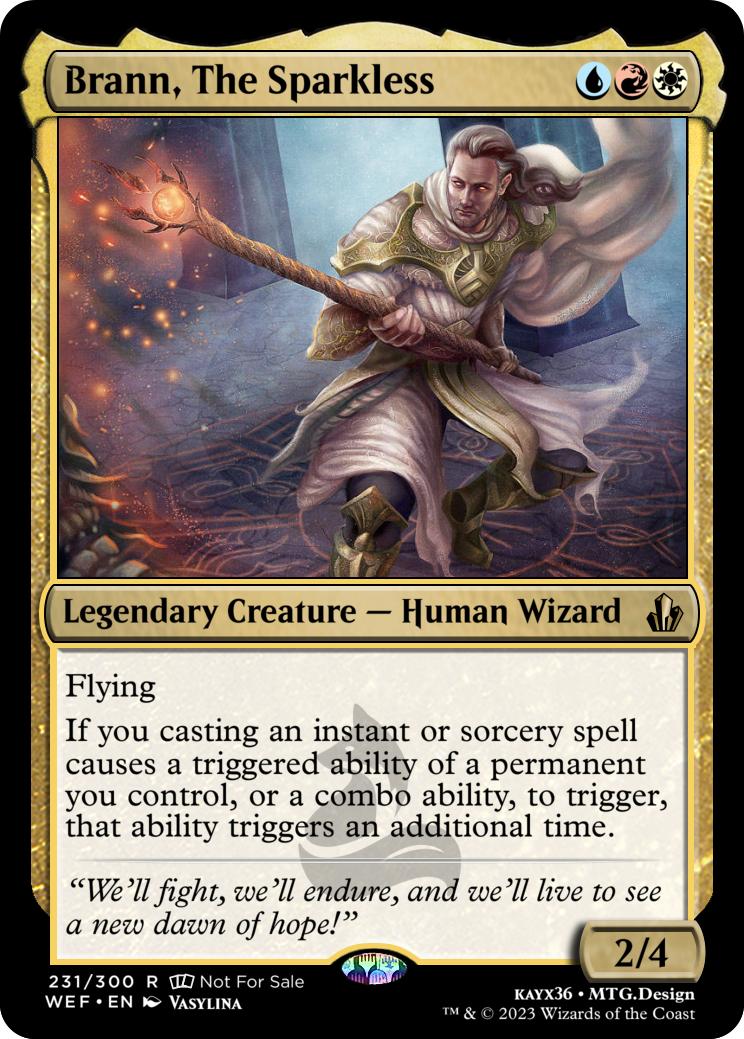 Brann, The Sparkless
Legendary Creature — Human Wizard
Flying
If you casting an instant or sorcery spell
causes a triggered ability of a permanent
you control, or a combo ability, to trigger,
that ability triggers an additional time.
“We’ll fight, we’ll endure, and we’ll live to see
a new dawn of hope!”
2/4
231/300 R Not For Sale
WEF • EN VASYLINA
KAYX36 • MTG.Design
™ & © 2023 Wizards of the Coast